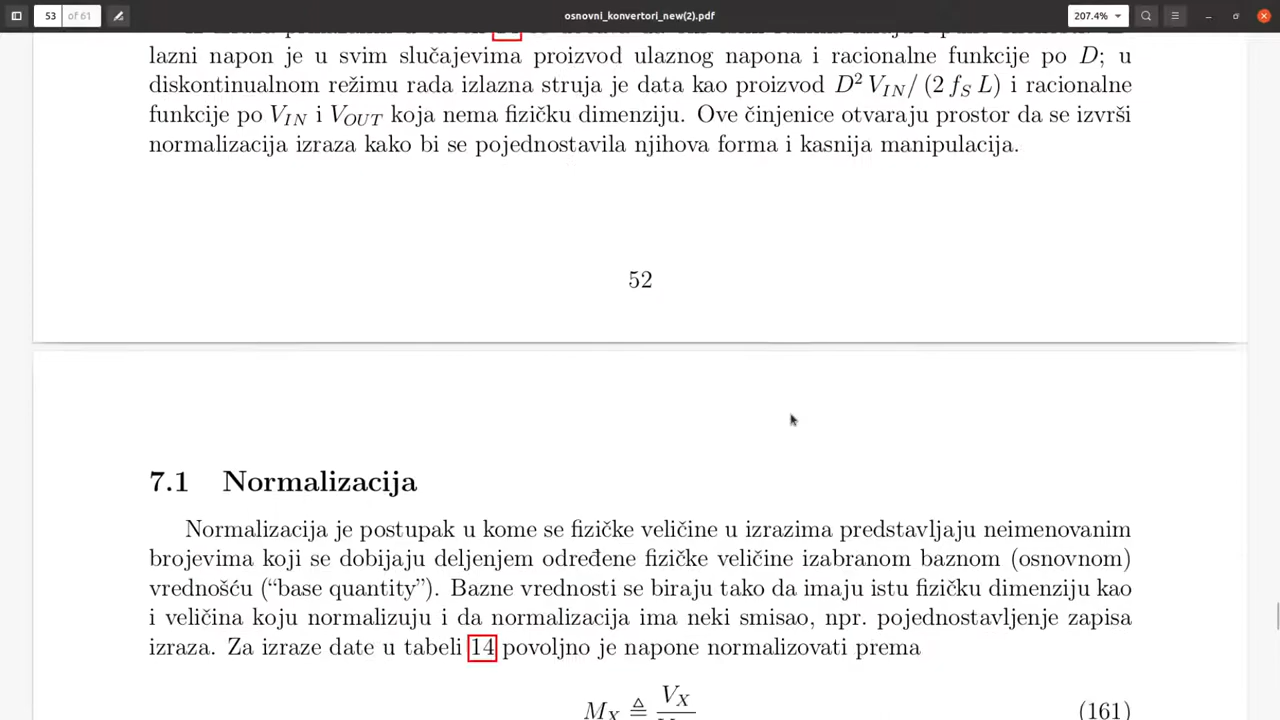 53 of 61
osnovni_konvertori_new(2).pdf
207.4%
lazni napon je u svim slučajevima proizvod ulaznog napona i racionalne funkcije po D; u
diskontinualnom režimu rada izlazna struja je data kao proizvod D² V_IN/ (2 f_S L) i racionalne
funkcije po V_IN i V_OUT koja nema fizičku dimenziju. Ove činjenice otvaraju prostor da se izvrši
normalizacija izraza kako bi se pojednostavila njihova forma i kasnija manipulacija.
52
7.1 Normalizacija
Normalizacija je postupak u kome se fizičke veličine u izrazima predstavljaju neimenovanim
brojevima koji se dobijaju deljenjem određene fizičke veličine izabranom baznom (osnovnom)
vrednošću (“base quantity”). Bazne vrednosti se biraju tako da imaju istu fizičku dimenziju kao
i veličina koju normalizuju i da normalizacija ima neki smisao, npr. pojednostavljenje zapisa
izraza. Za izraze date u tabeli 14 povoljno je napone normalizovati prema
M_X ≜ V_X
(161)